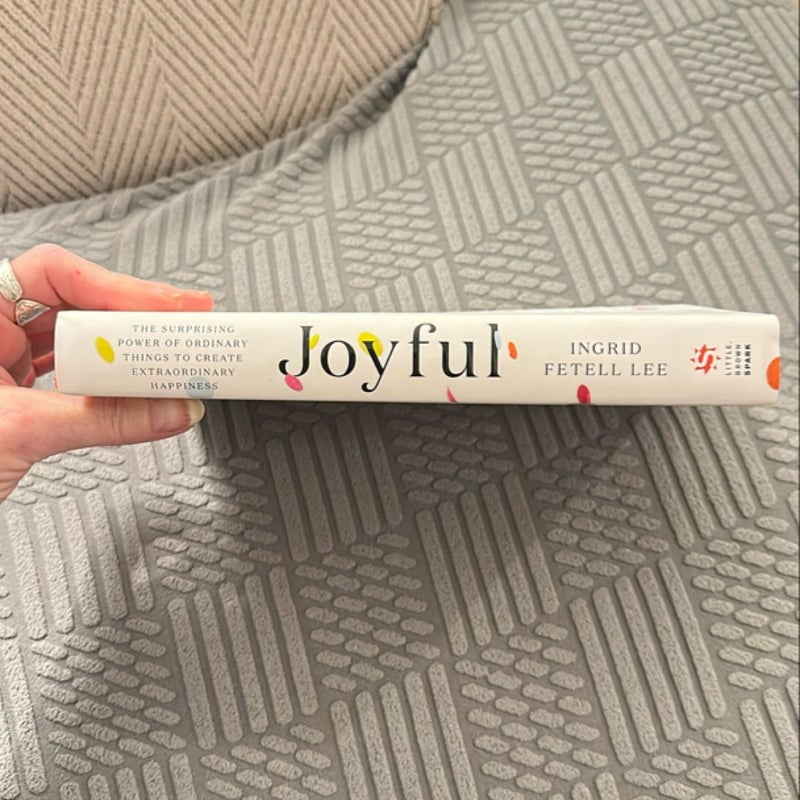 THE SURPRISING
POWER OF ORDINARY
THINGS TO CREATE
EXTRAORDINARY
HAPPINESS
Joyful
INGRID
FETELL LEE
LITTLE,
BROWN
SPARK